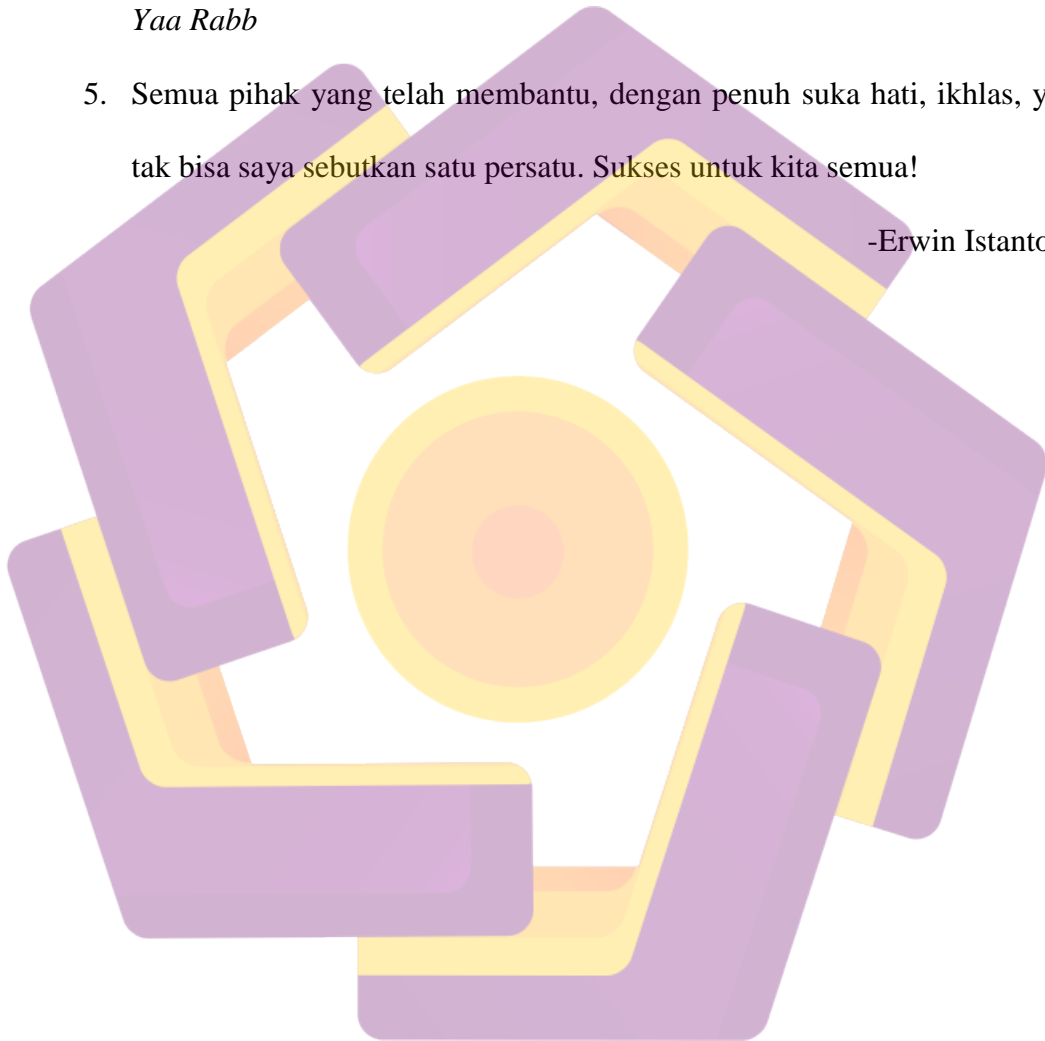 Yaa Rabb
5. Semua pihak yang telah membantu, dengan penuh suka hati, ikhlas,
tak bisa saya sebutkan satu persatu. Sukses untuk kita semua!
-Erwin Istanto